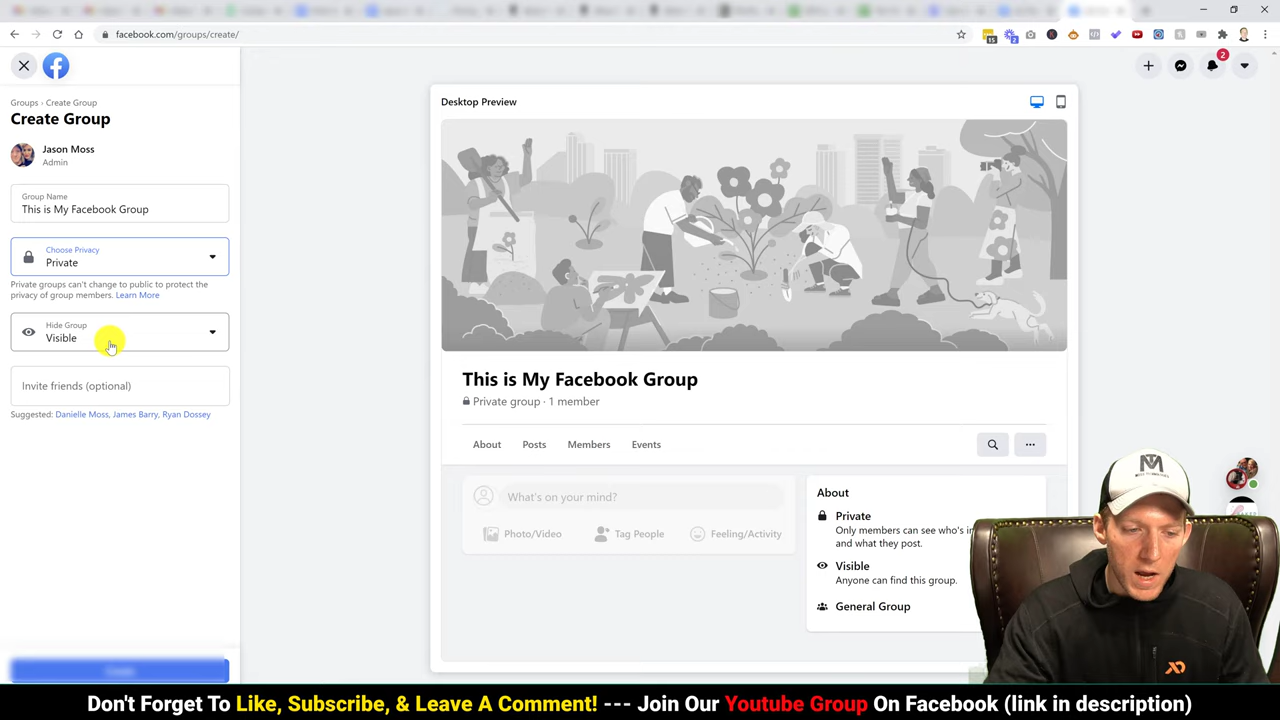 facebook.com/groups/create/
15
2
2
Groups › Create Group
Create Group
Jason Moss
Admin
Group Name
This is My Facebook Group
Choose Privacy
Private
Private groups can't change to public to protect the
privacy of group members. Learn More
Hide Group
Visible
Invite friends (optional)
Suggested: Danielle Moss, James Barry, Ryan Dossey
Desktop Preview
This is My Facebook Group
Private group · 1 member
About
Posts
Members
Events
What's on your mind?
Photo/Video
Tag People
Feeling/Activity
About
Private
Only members can see who's in
and what they post.
Visible
Anyone can find this group.
General Group
Don't Forget To Like, Subscribe, & Leave A Comment! --- Join Our Youtube Group On Facebook (link in description)